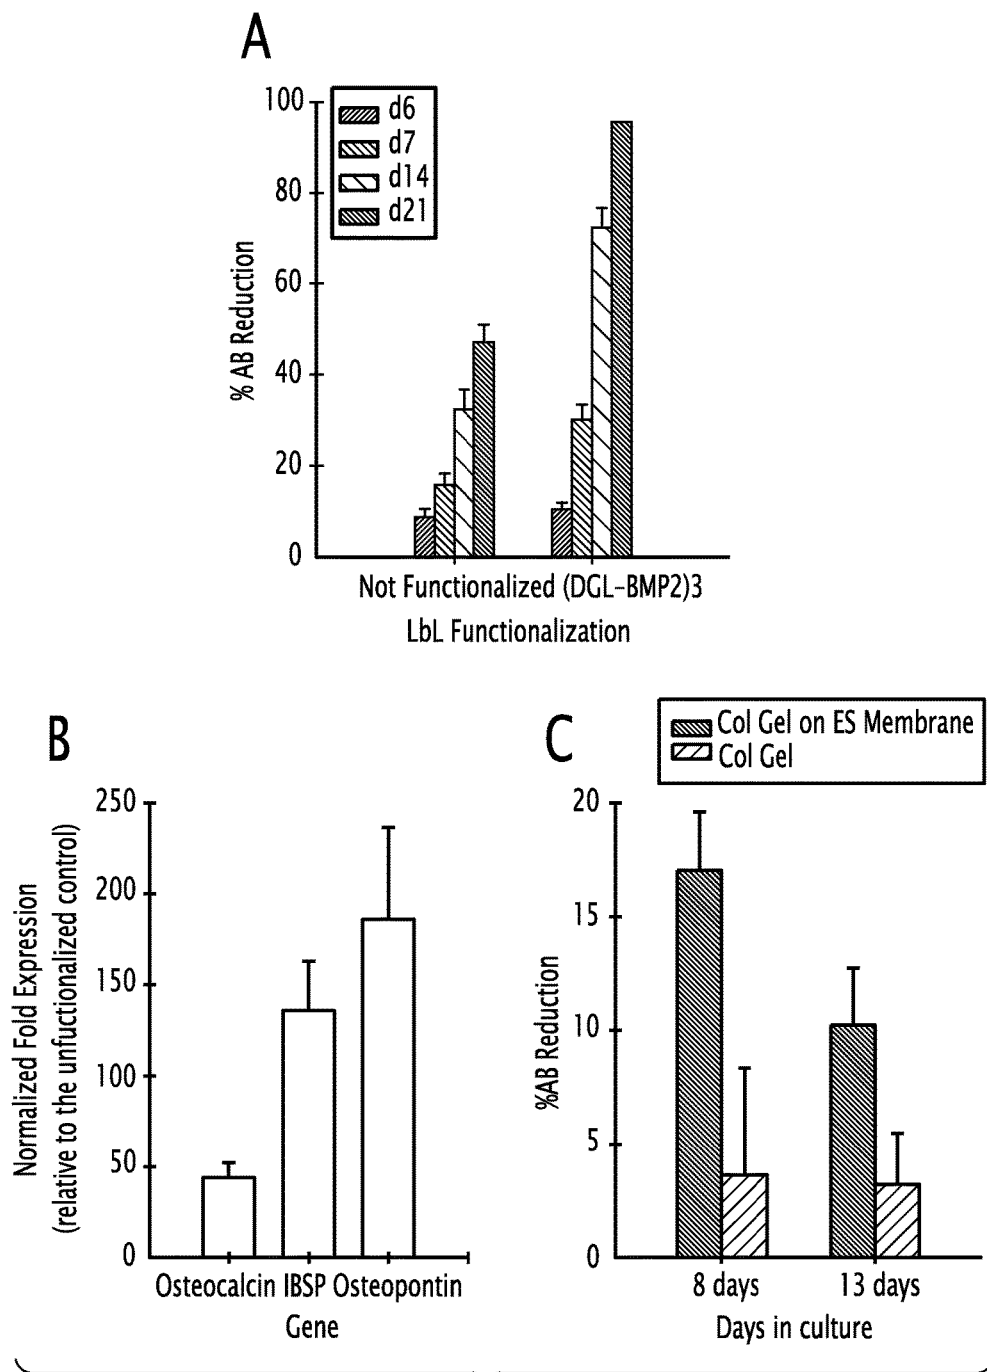 A
100
80
60
40
20
0
% AB Reduction
d6
d7
d14
d21
Not Functionalized (DGL-BMP2)3
LbL Functionalization
B
250
200
150
100
50
0
Normalized Fold Expression
(relative to the unfuctionalized control)
Osteocalcin IBSP Osteopontin
Gene
C
Col Gel on ES Membrane
Col Gel
20
15
10
5
0
%AB Reduction
8 days 13 days
Days in culture